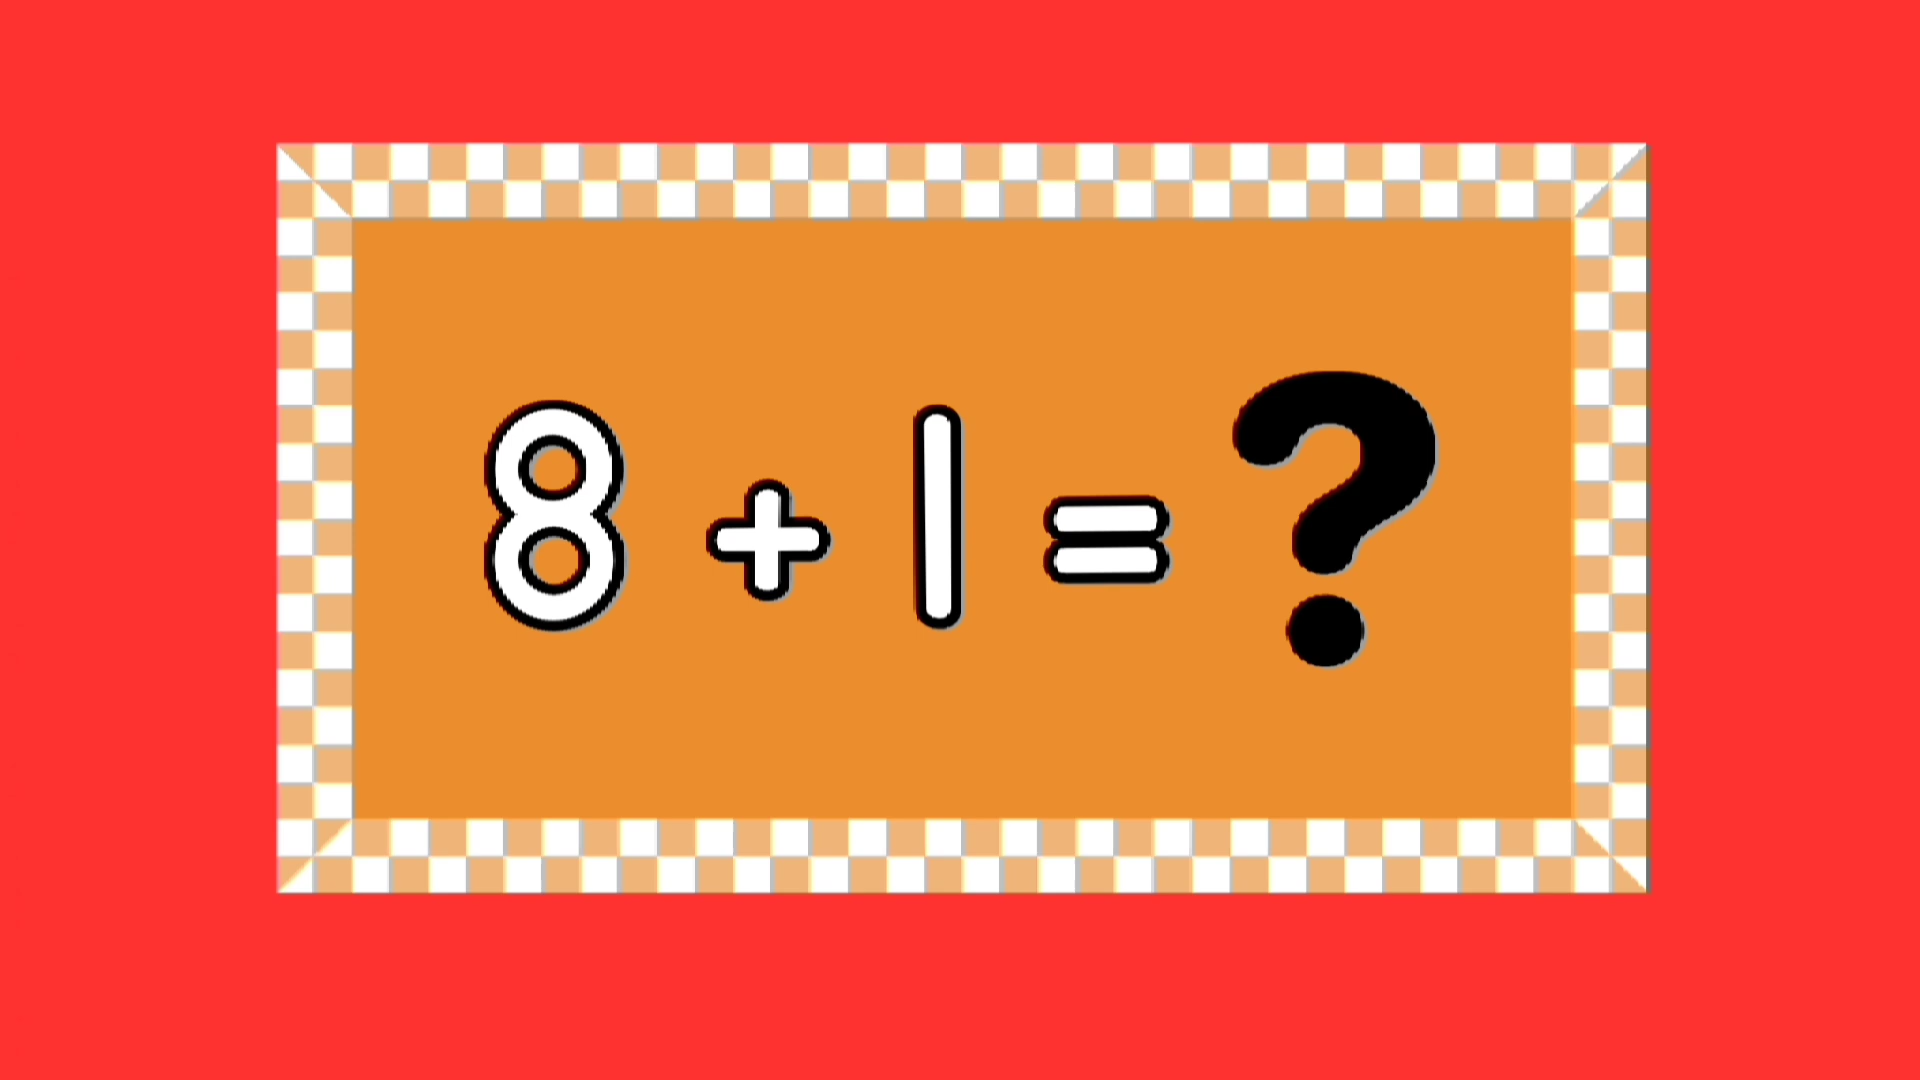 8 + 1 = ?